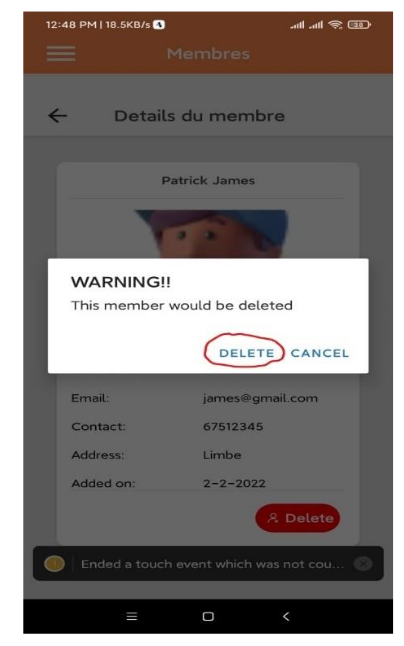 12:48 PM | 18.5KB/s
38
Membres
Details du membre
Patrick James
WARNING!!
This member would be deleted
DELETE CANCEL
Email: james@gmail.com
Contact: 67512345
Address: Limbe
Added on: 2-2-2022
Delete
Ended a touch event which was not cou...